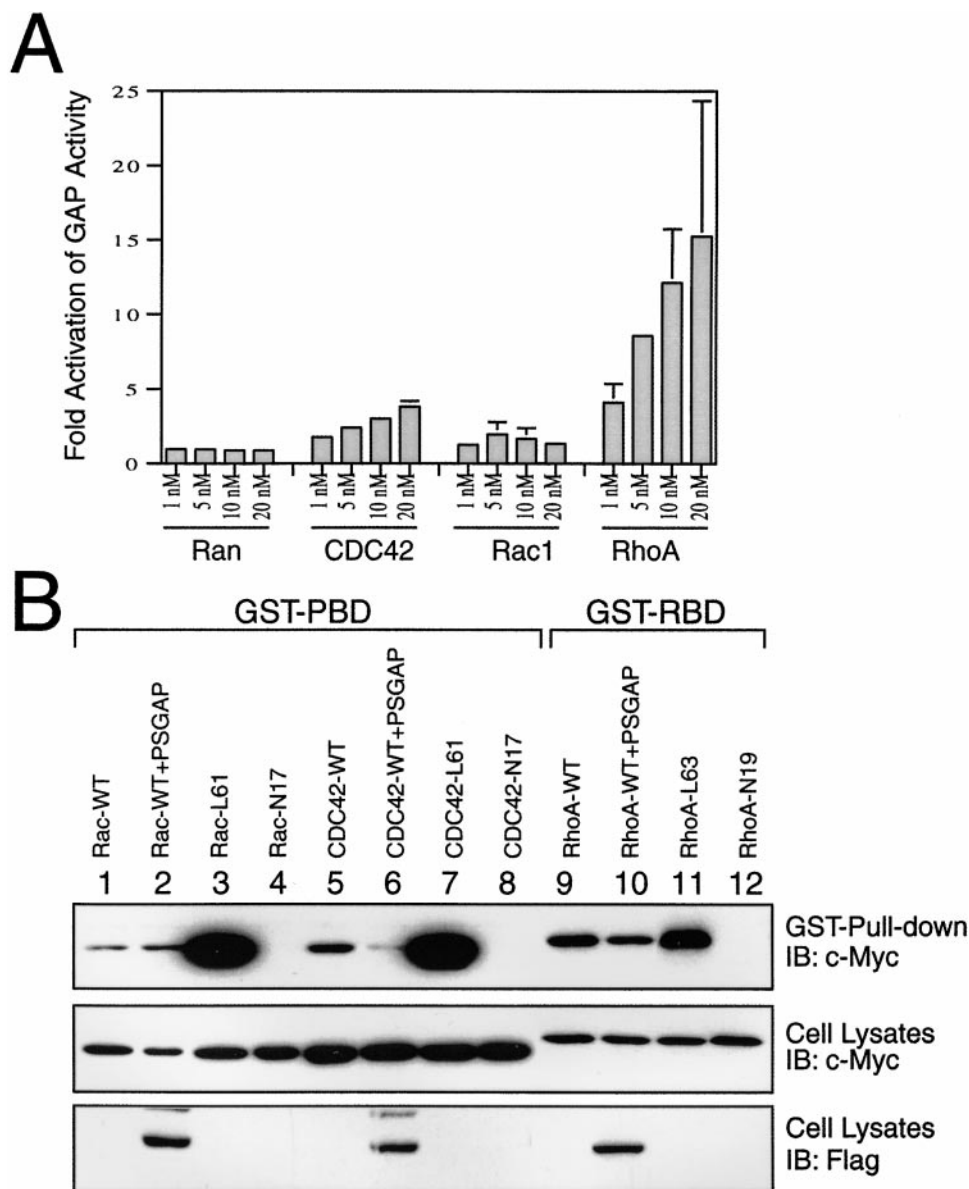 A
Fold Activation of GAP Activity
25
20
15
10
5
0
1 nM 5 nM 10 nM 20 nM 1 nM 5 nM 10 nM 20 nM 1 nM 5 nM 10 nM 20 nM 1 nM 5 nM 10 nM 20 nM
Ran CDC42 Rac1 RhoA
B
GST-PBD GST-RBD
Rac-WT
Rac-WT+PSGAP
Rac-L61
Rac-N17
CDC42-WT
CDC42-WT+PSGAP
CDC42-L61
CDC42-N17
RhoA-WT
RhoA-WT+PSGAP
RhoA-L63
RhoA-N19
1 2 3 4 5 6 7 8 9 10 11 12
GST-Pull-down
IB: c-Myc
Cell Lysates
IB: c-Myc
Cell Lysates
IB: Flag